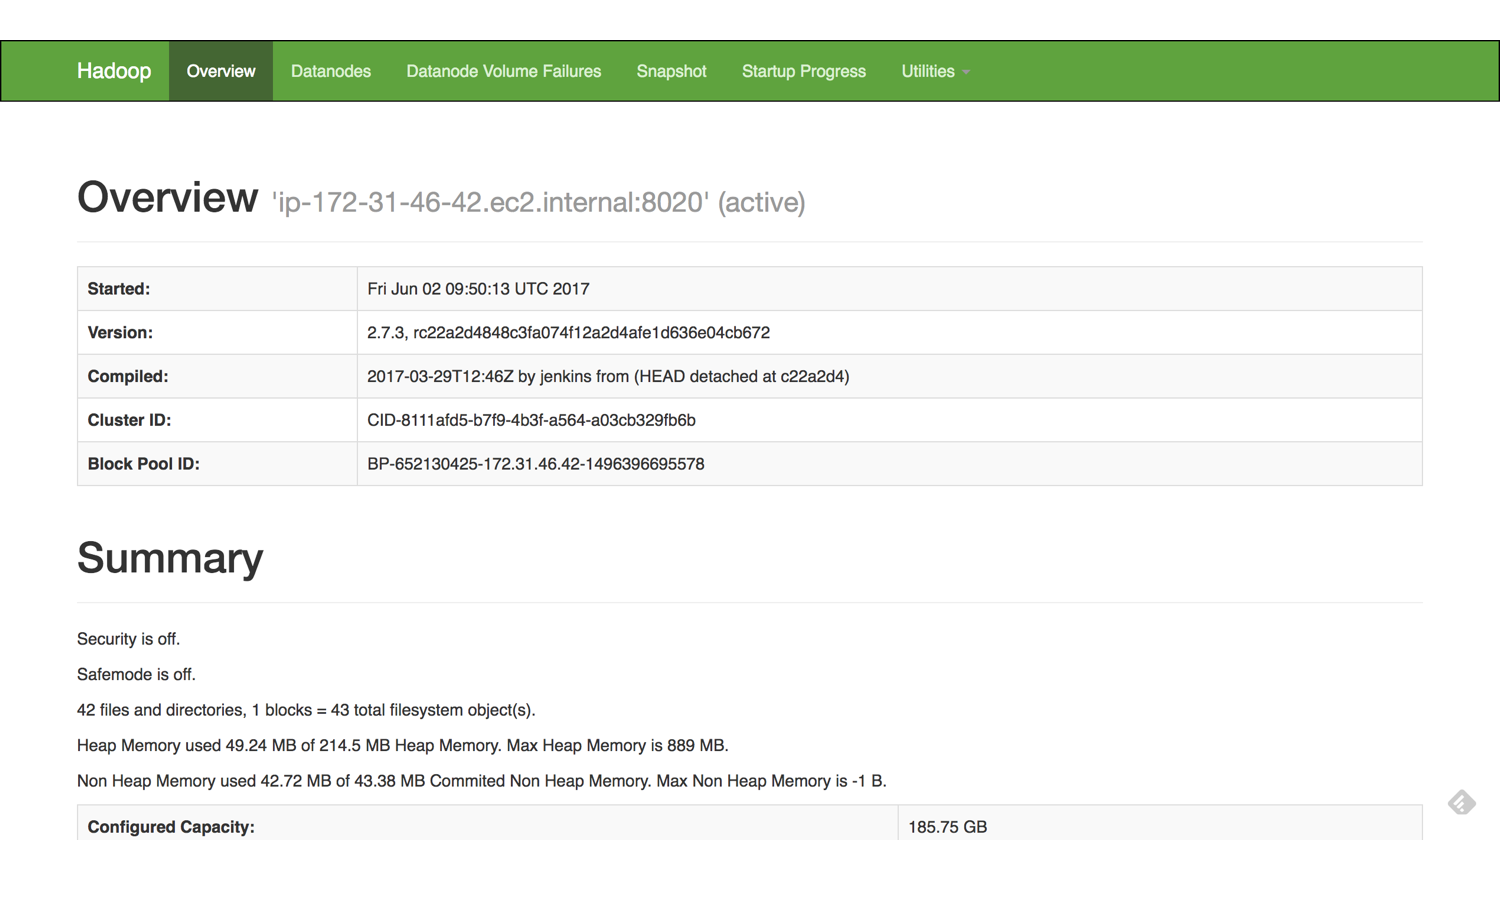 Hadoop Overview Datanodes Datanode Volume Failures Snapshot Startup Progress Utilities
Overview 'ip-172-31-46-42.ec2.internal:8020' (active)
Started: Fri Jun 02 09:50:13 UTC 2017
Version: 2.7.3, rc22a2d4848c3fa074f12a2d4afe1d636e04cb672
Compiled: 2017-03-29T12:46Z by jenkins from (HEAD detached at c22a2d4)
Cluster ID: CID-8111afd5-b7f9-4b3f-a564-a03cb329fb6b
Block Pool ID: BP-652130425-172.31.46.42-1496396695578
Summary
Security is off.
Safemode is off.
42 files and directories, 1 blocks = 43 total filesystem object(s).
Heap Memory used 49.24 MB of 214.5 MB Heap Memory. Max Heap Memory is 889 MB.
Non Heap Memory used 42.72 MB of 43.38 MB Commited Non Heap Memory. Max Non Heap Memory is -1 B.
Configured Capacity: 185.75 GB